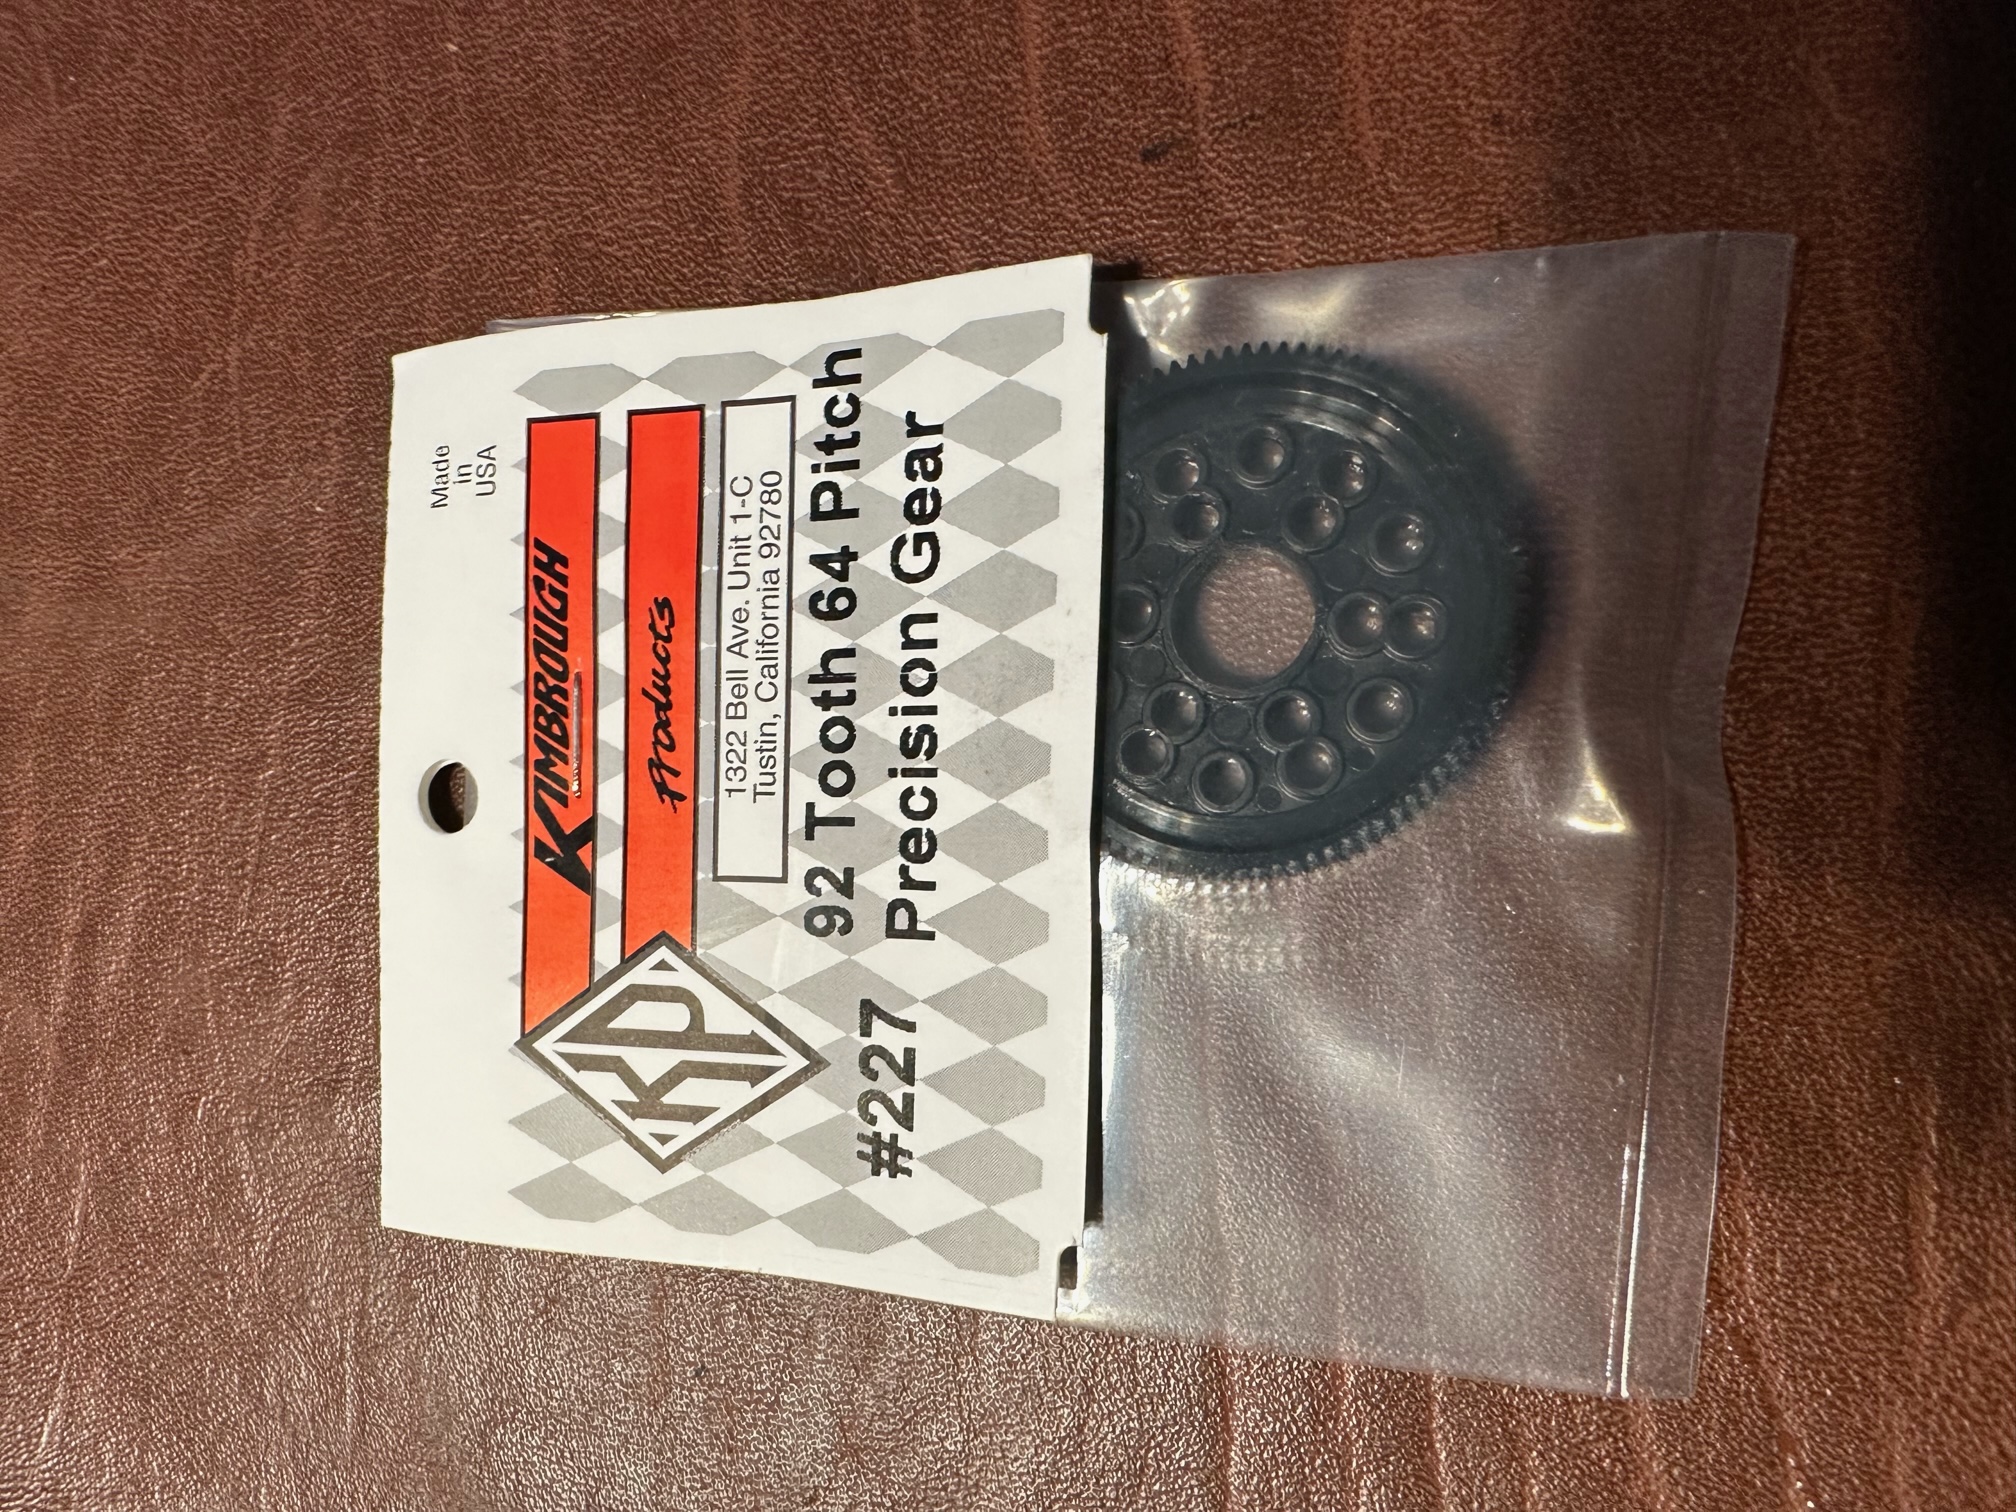 Made
in
USA
KIMBROUGH
Products
KP
1322 Bell Ave. Unit 1-C
Tustin, California 92780
#227
92 Tooth 64 Pitch
Precision Gear